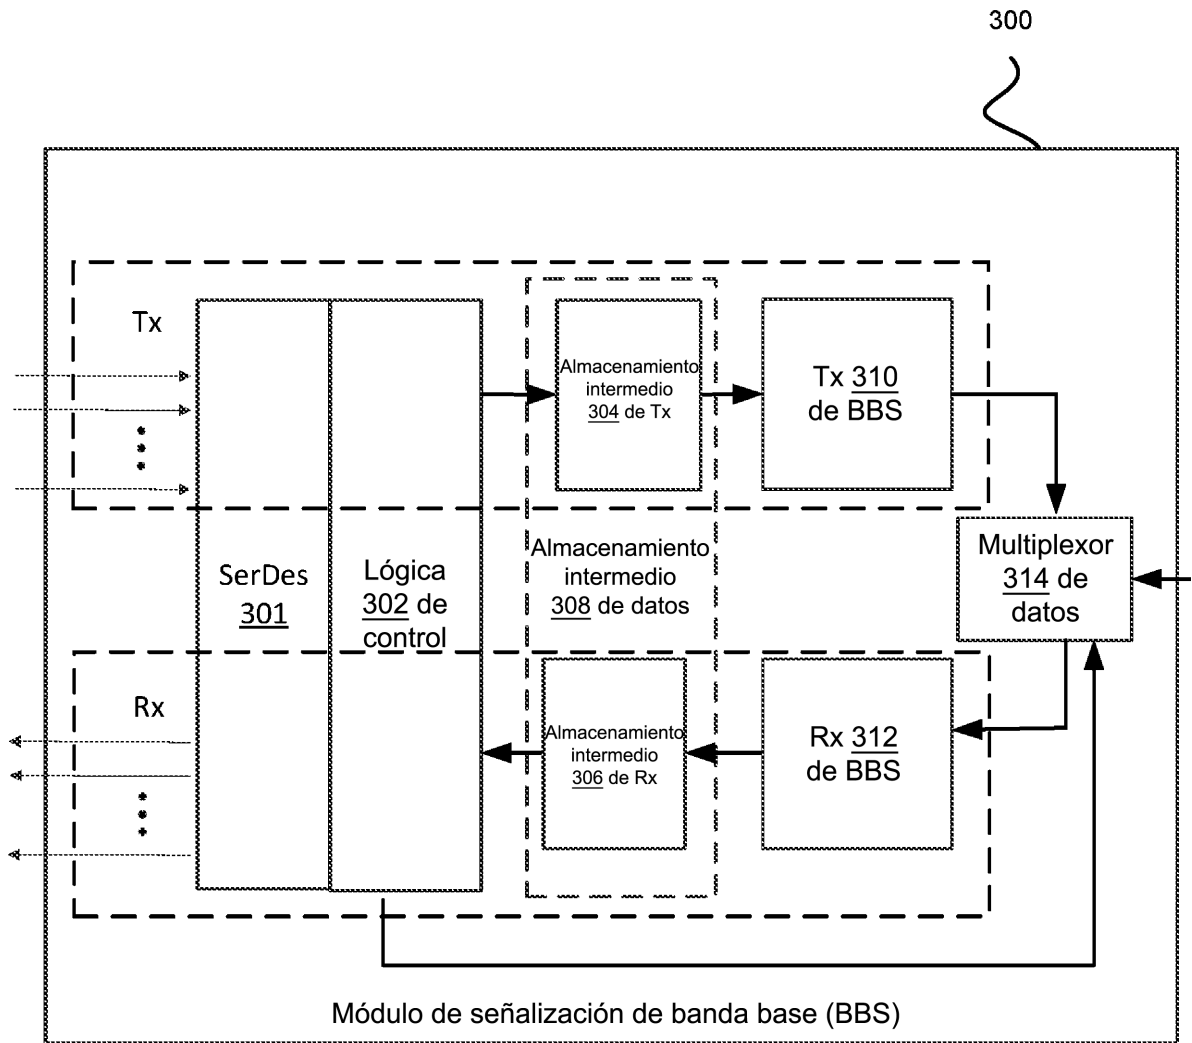 300
Tx
Almacenamiento
intermedio
304 de Tx
Tx 310
de BBS
SerDes
301
Lógica
302 de
control
Almacenamiento
intermedio
308 de datos
Multiplexor
314 de
datos
Rx
Almacenamiento
intermedio
306 de Rx
Rx 312
de BBS
Módulo de señalización de banda base (BBS)